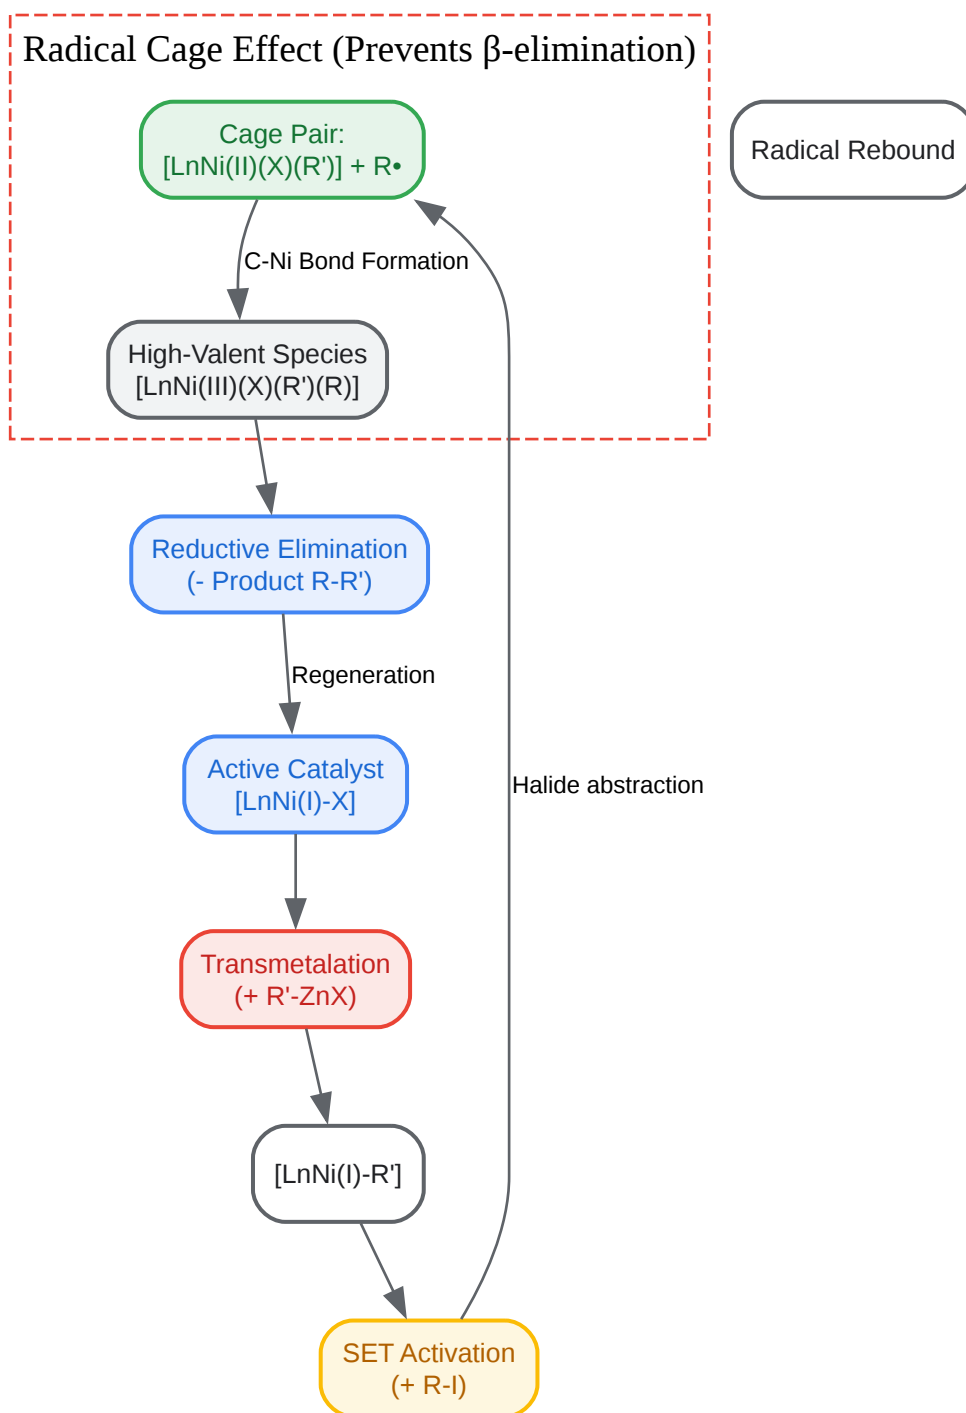 Radical Cage Effect (Prevents β-elimination)
Cage Pair:
[LnNi(II)(X)(R')] + R•
Radical Rebound
C-Ni Bond Formation
High-Valent Species
[LnNi(III)(X)(R')(R)]
Reductive Elimination
(- Product R-R')
Regeneration
Active Catalyst
[LnNi(I)-X]
Halide abstraction
Transmetalation
(+ R'-ZnX)
[LnNi(I)-R']
SET Activation
(+ R-I)